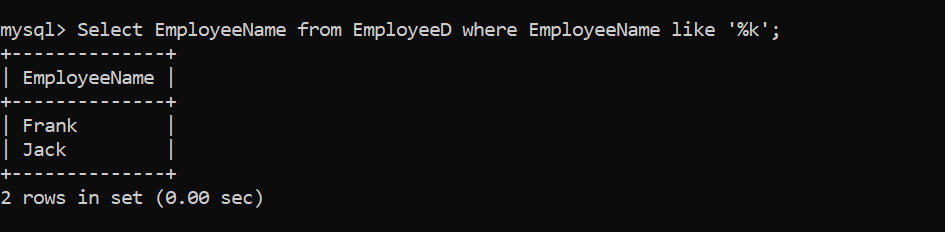 mysql> Select EmployeeName from EmployeeD where EmployeeName like '%k';
+--------------+
| EmployeeName |
+--------------+
| Frank        |
| Jack         |
+--------------+
2 rows in set (0.00 sec)